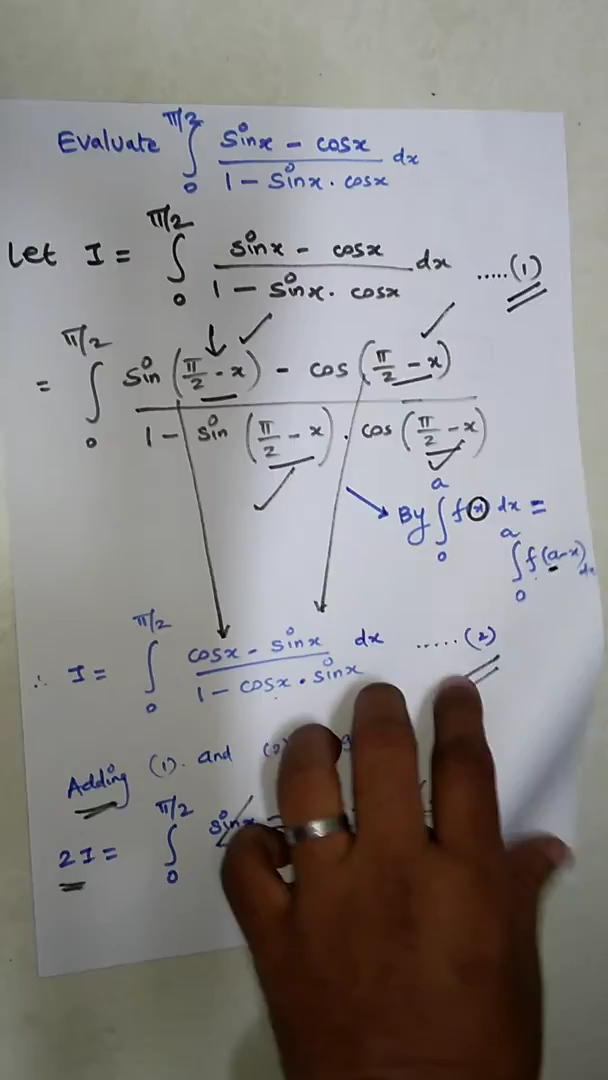 Evaluate ∫₀^π/2 (sinx - cosx)/(1 - sinx · cosx) dx
Let I = ∫₀^π/2 (sinx - cosx)/(1 - sinx · cosx) dx .....(1)
= ∫₀^π/2 (sin(π/2 - x) - cos(π/2 - x))/(1 - sin(π/2 - x) · cos(π/2 - x))
By ∫₀^a f(x) dx =
∫₀^a f(a-x) dx
∴ I = ∫₀^π/2 (cosx - sinx)/(1 - cosx · sinx) dx .....(2)
Adding (1) and
2I = ∫₀^π/2 sinx